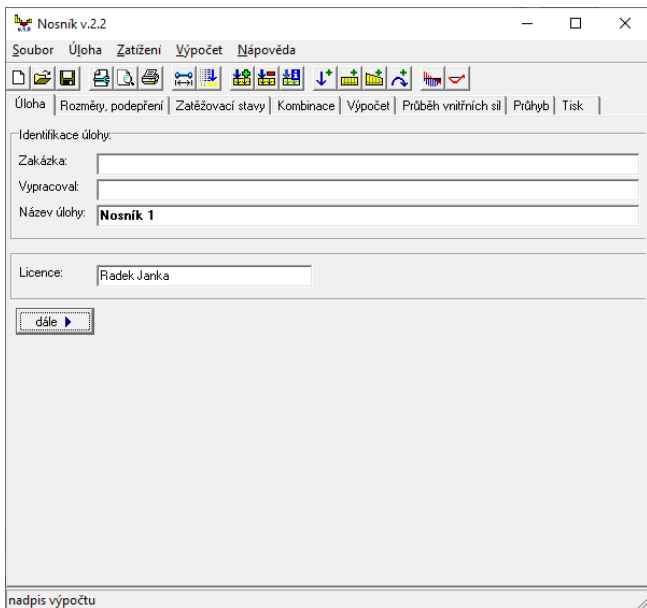 Nosník v.2.2
Soubor Úloha Zatížení Výpočet Nápověda
Úloha Rozměry, podepření Zatěžovací stavy Kombinace Výpočet Průběh vnitřních sil Průhyb Tisk
Identifikace úlohy:
Zakázka:
Vypracoval:
Název úlohy: Nosník 1
Licence: Radek Janka
dále
nadpis výpočtu